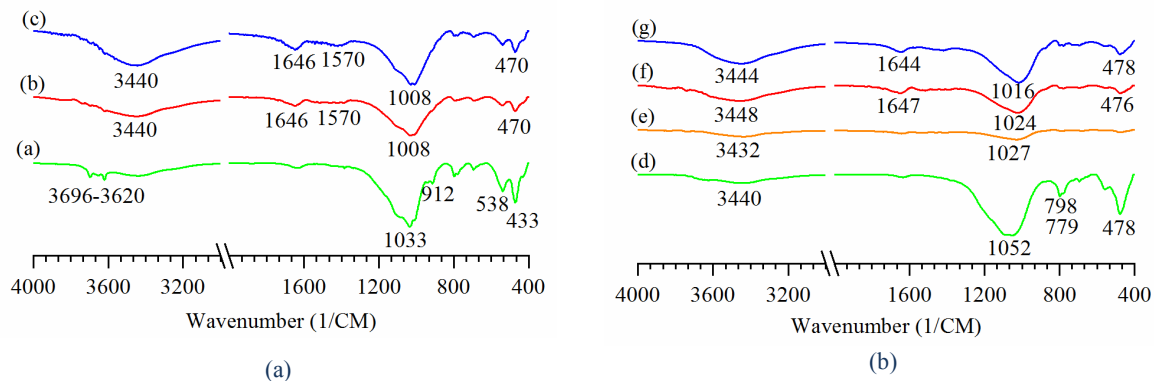 (c)
3440
1646 1570
1008
470
(b)
3440
1646 1570
1008
470
(a)
3696-3620
1033
912
538
433
4000 3600 3200 1600 1200 800 400
Wavenumber (1/CM)
(a)
(g)
3444
1644
1016
478
(f)
3448
1647
1024
476
(e)
3432
1027
(d)
3440
1052
798
779
478
4000 3600 3200 1600 1200 800 400
Wavenumber (1/CM)
(b)